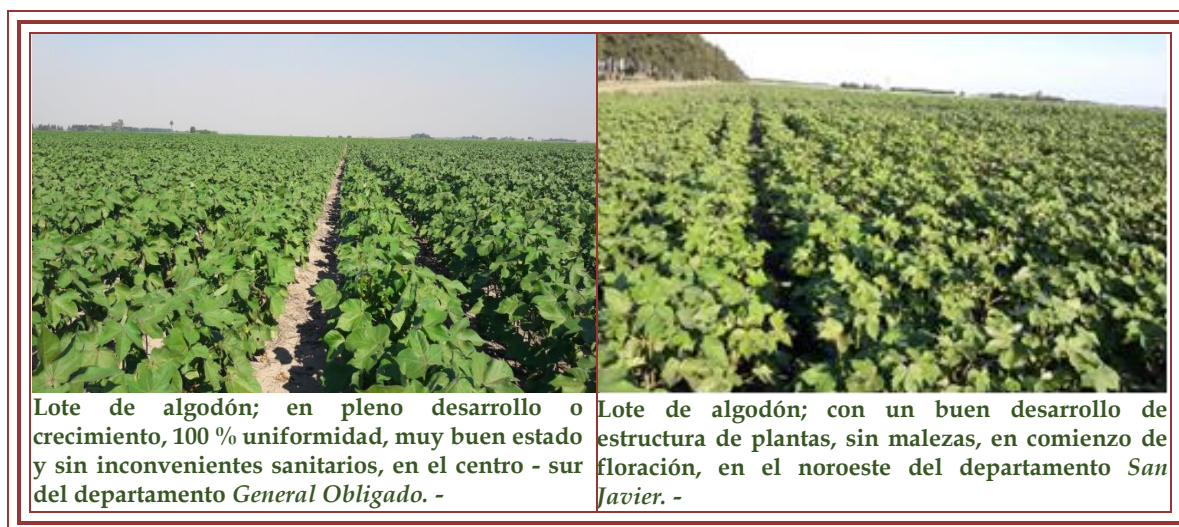 Lote de algodón; en pleno desarrollo o
crecimiento, 100 % uniformidad, muy buen estado
y sin inconvenientes sanitarios, en el centro - sur
del departamento General Obligado. -
Lote de algodón; con un buen desarrollo de
estructura de plantas, sin malezas, en comienzo de
floración, en el noroeste del departamento San
Javier. -